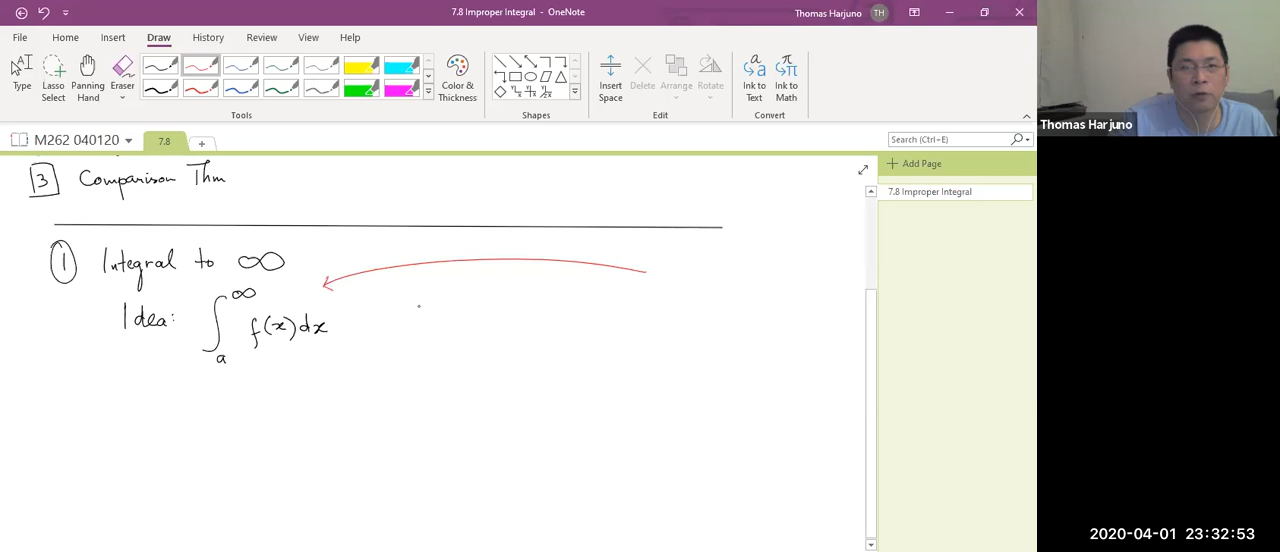 7.8 Improper Integral - OneNote
Thomas Harjuno TH
File Home Insert Draw History Review View Help
Type
Lasso Select
Panning Hand
Eraser
Color & Thickness
Insert Space
Delete
Arrange
Rotate
Ink to Text
Ink to Math
Tools
Shapes
Edit
Convert
M262 040120
7.8
Search (Ctrl+E)
Add Page
7.8 Improper Integral
3 Comparison Thm
1 Integral to ∞
Idea: ∫_a^∞ f(x)dx
Thomas Harjuno
2020-04-01 23:32:53